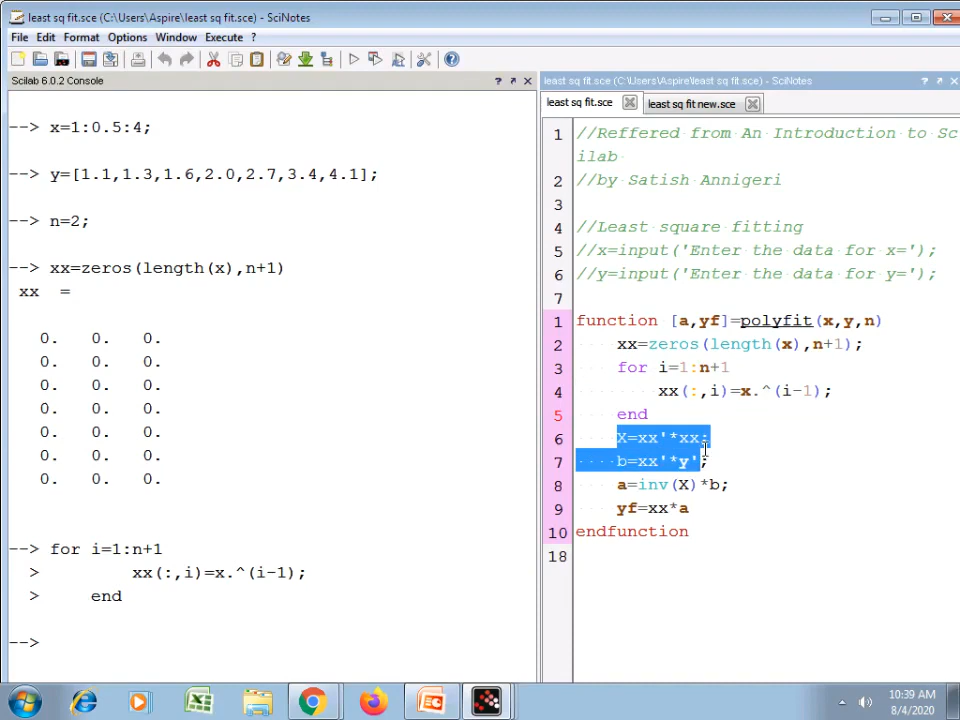 least sq fit.sce (C:\Users\Aspire\least sq fit.sce) - SciNotes
File Edit Format Options Window Execute ?
Scilab 6.0.2 Console
--> x=1:0.5:4;
--> y=[1.1,1.3,1.6,2.0,2.7,3.4,4.1];
--> n=2;
--> xx=zeros(length(x),n+1)
xx =
0. 0. 0.
0. 0. 0.
0. 0. 0.
0. 0. 0.
0. 0. 0.
0. 0. 0.
0. 0. 0.
--> for i=1:n+1
> xx(:,i)=x.^(i-1);
> end
-->
least sq fit.sce (C:\Users\Aspire\least sq fit.sce) - SciNotes
least sq fit.sce
least sq fit new.sce
1 //Reffered from An Introduction to Sc
ilab
2 //by Satish Annigeri
3
4 //Least square fitting
5 //x=input('Enter the data for x=');
6 //y=input('Enter the data for y=');
7
1 function [a,yf]=polyfit(x,y,n)
2 xx=zeros(length(x),n+1);
3 for i=1:n+1
4 xx(:,i)=x.^(i-1);
5 end
6 X=xx'*xx;
7 b=xx'*y';
8 a=inv(X)*b;
9 yf=xx*a
10 endfunction
18
10:39 AM
8/4/2020